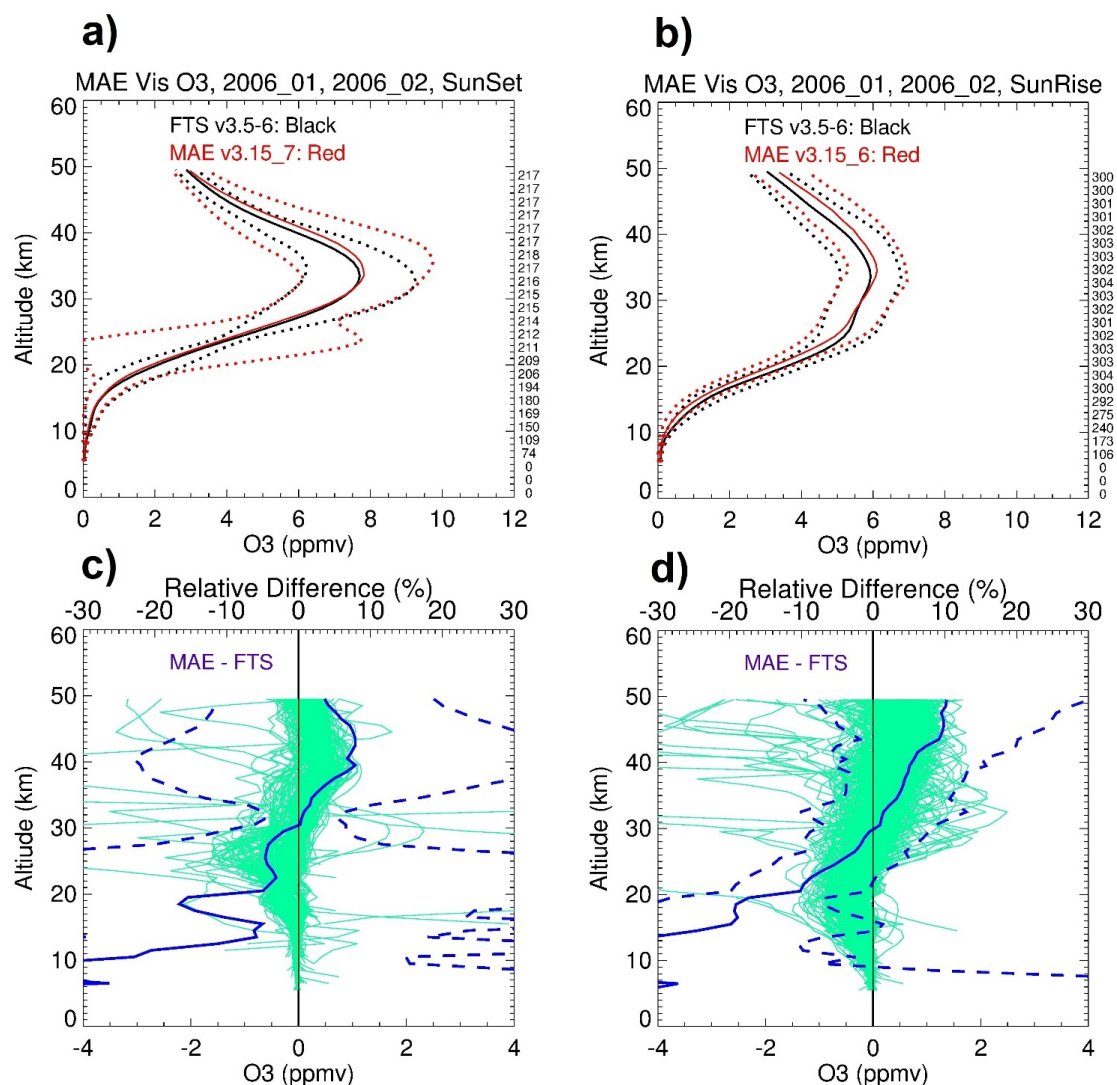 a)
MAE Vis O3, 2006_01, 2006_02, SunSet
FTS v3.5-6: Black
MAE v3.15_7: Red
60
50
40
30
20
10
0
Altitude (km)
217
217
217
217
217
218
217
216
215
215
214
212
211
209
206
194
180
169
150
109
74
0
0
0
0 2 4 6 8 10 12
O3 (ppmv)
b)
MAE Vis O3, 2006_01, 2006_02, SunRise
FTS v3.5-6: Black
MAE v3.15_6: Red
60
50
40
30
20
10
0
Altitude (km)
300
300
301
302
303
303
302
304
303
302
301
301
303
303
304
300
292
275
240
173
106
0
0
0
0 2 4 6 8 10 12
O3 (ppmv)
c)
Relative Difference (%)
-30 -20 -10 0 10 20 30
MAE - FTS
60
50
40
30
20
10
0
Altitude (km)
-4 -2 0 2 4
O3 (ppmv)
d)
Relative Difference (%)
-30 -20 -10 0 10 20 30
MAE - FTS
60
50
40
30
20
10
0
Altitude (km)
-4 -2 0 2 4
O3 (ppmv)